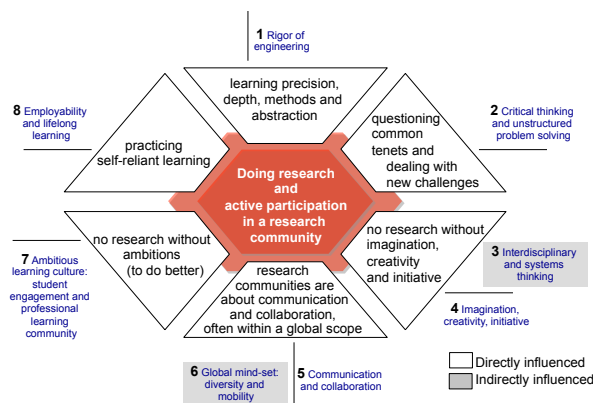 1 Rigor of
engineering
learning precision,
depth, methods and
abstraction
8 Employability
and lifelong
learning
practicing
self-reliant learning
questioning
common
tenets and
dealing with
new challenges
2 Critical thinking
and unstructured
problem solving
Doing research
and
active participation
in a research
community
no research without
ambitions
(to do better)
no research without
imagination,
creativity
and initiative
7 Ambitious
learning culture:
student
engagement and
professional
learning
community
3 Interdisciplinary
and systems
thinking
research
communities are
about communication
and collaboration,
often within a global scope
4 Imagination,
creativity, initiative
6 Global mind-set:
diversity and
mobility
5 Communication
and collaboration
Directly influenced
Indirectly influenced